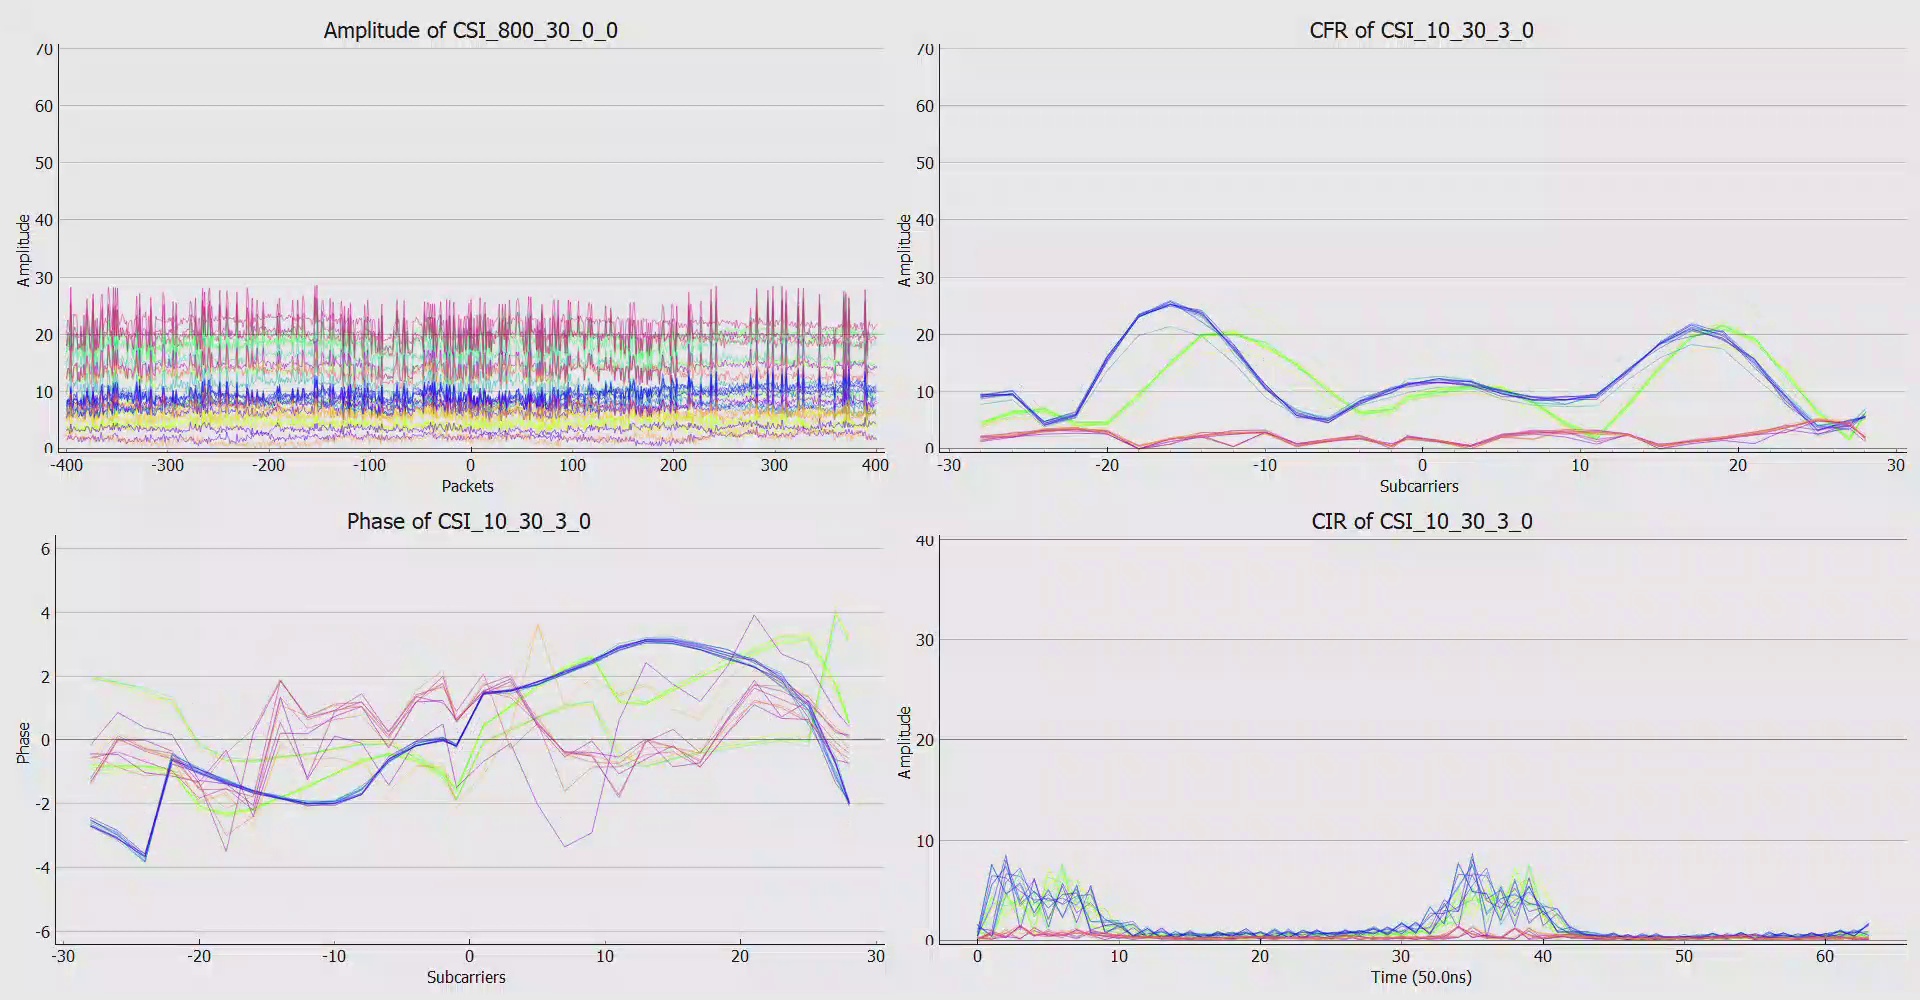 Amplitude of CSI_800_30_0_0
70
60
50
40
30
20
10
0
Amplitude
-400 -300 -200 -100 0 100 200 300 400
Packets
CFR of CSI_10_30_3_0
70
60
50
40
30
20
10
0
Amplitude
-30 -20 -10 0 10 20 30
Subcarriers
Phase of CSI_10_30_3_0
6
4
2
0
-2
-4
-6
Phase
-30 -20 -10 0 10 20 30
Subcarriers
CIR of CSI_10_30_3_0
40
30
20
10
0
Amplitude
0 10 20 30 40 50 60
Time (50.0ns)